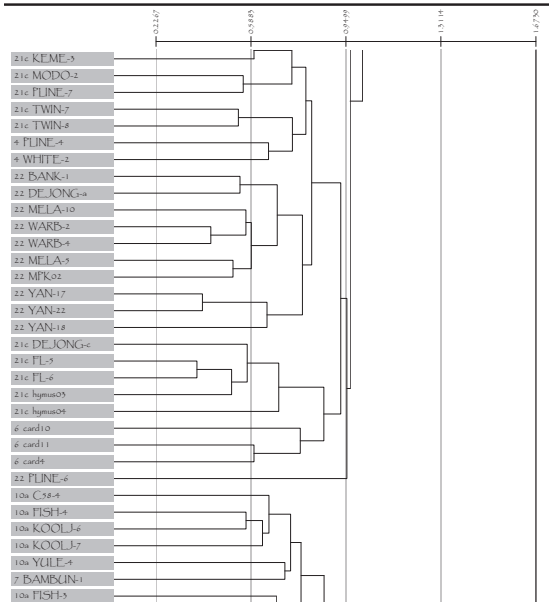 0.2267 0.5883 0.9499 1.3114 1.6730
21c KEME-3
21c MODO-2
21c PLINE-7
21c TWIN-7
21c TWIN-8
4 PLINE-4
4 WHITE-2
22 BANK-1
22 DEJONG-a
22 MELA-10
22 WARB-2
22 WARB-4
22 MELA-5
22 MPK02
22 YAN-17
22 YAN-22
22 YAN-18
21c DEJONG-c
21c FL-5
21c FL-6
21c hymus03
21c hymus04
6 card10
6 card11
6 card4
22 PLINE-6
10a C38-4
10a FISH-4
10a KOOLJ-6
10a KOOLJ-7
10a YULE-4
7 BAMBUN-1
10a FISH-3